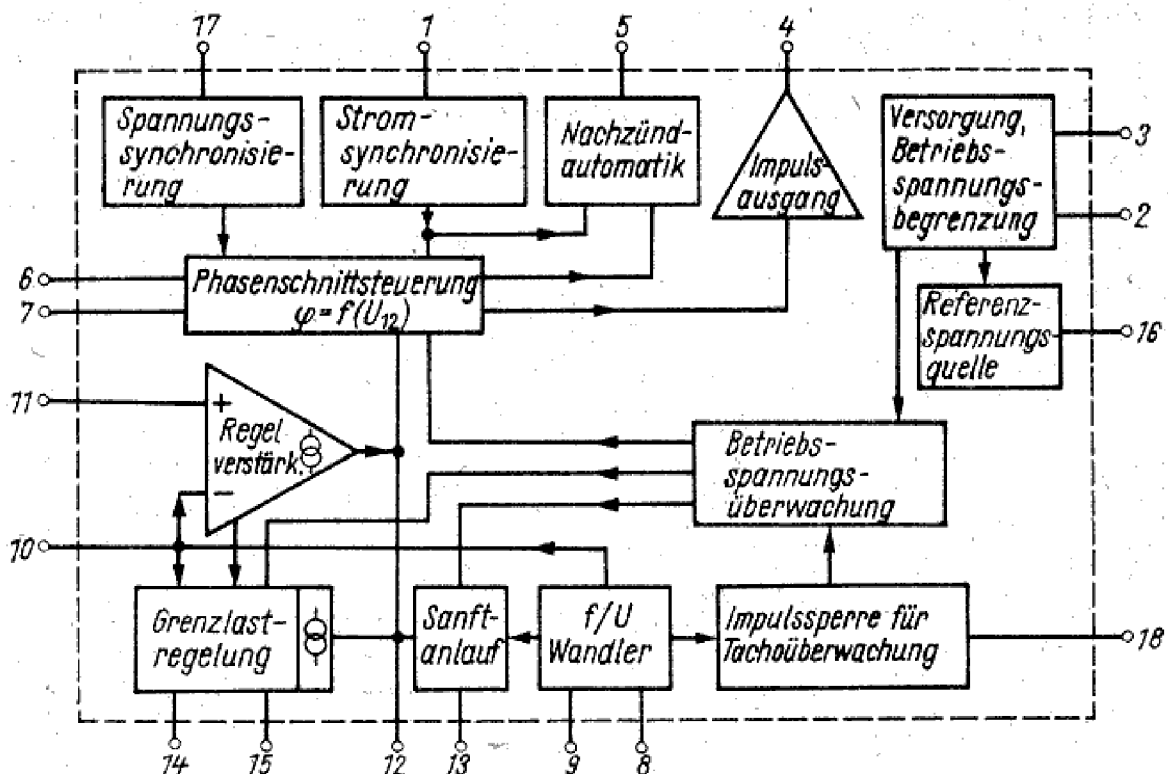 17
1
5
4
Spannungs-
synchronisie-
rung
Strom-
synchronisie-
rung
Nachzünd-
automatik
Impuls-
ausgang
Versorgung,
Betriebs-
spannungs-
begrenzung
3
2
6
7
Phasenschnittsteuerung
φ=f(U12)
Referenz-
spannungs-
quelle
16
11
+
Regel
verstärk.
−
Betriebs-
spannungs-
überwachung
10
Grenzlast-
regelung
Sanft-
anlauf
f/U
Wandler
Impulssperre für
Tachoüberwachung
18
14
15
12
13
9
8